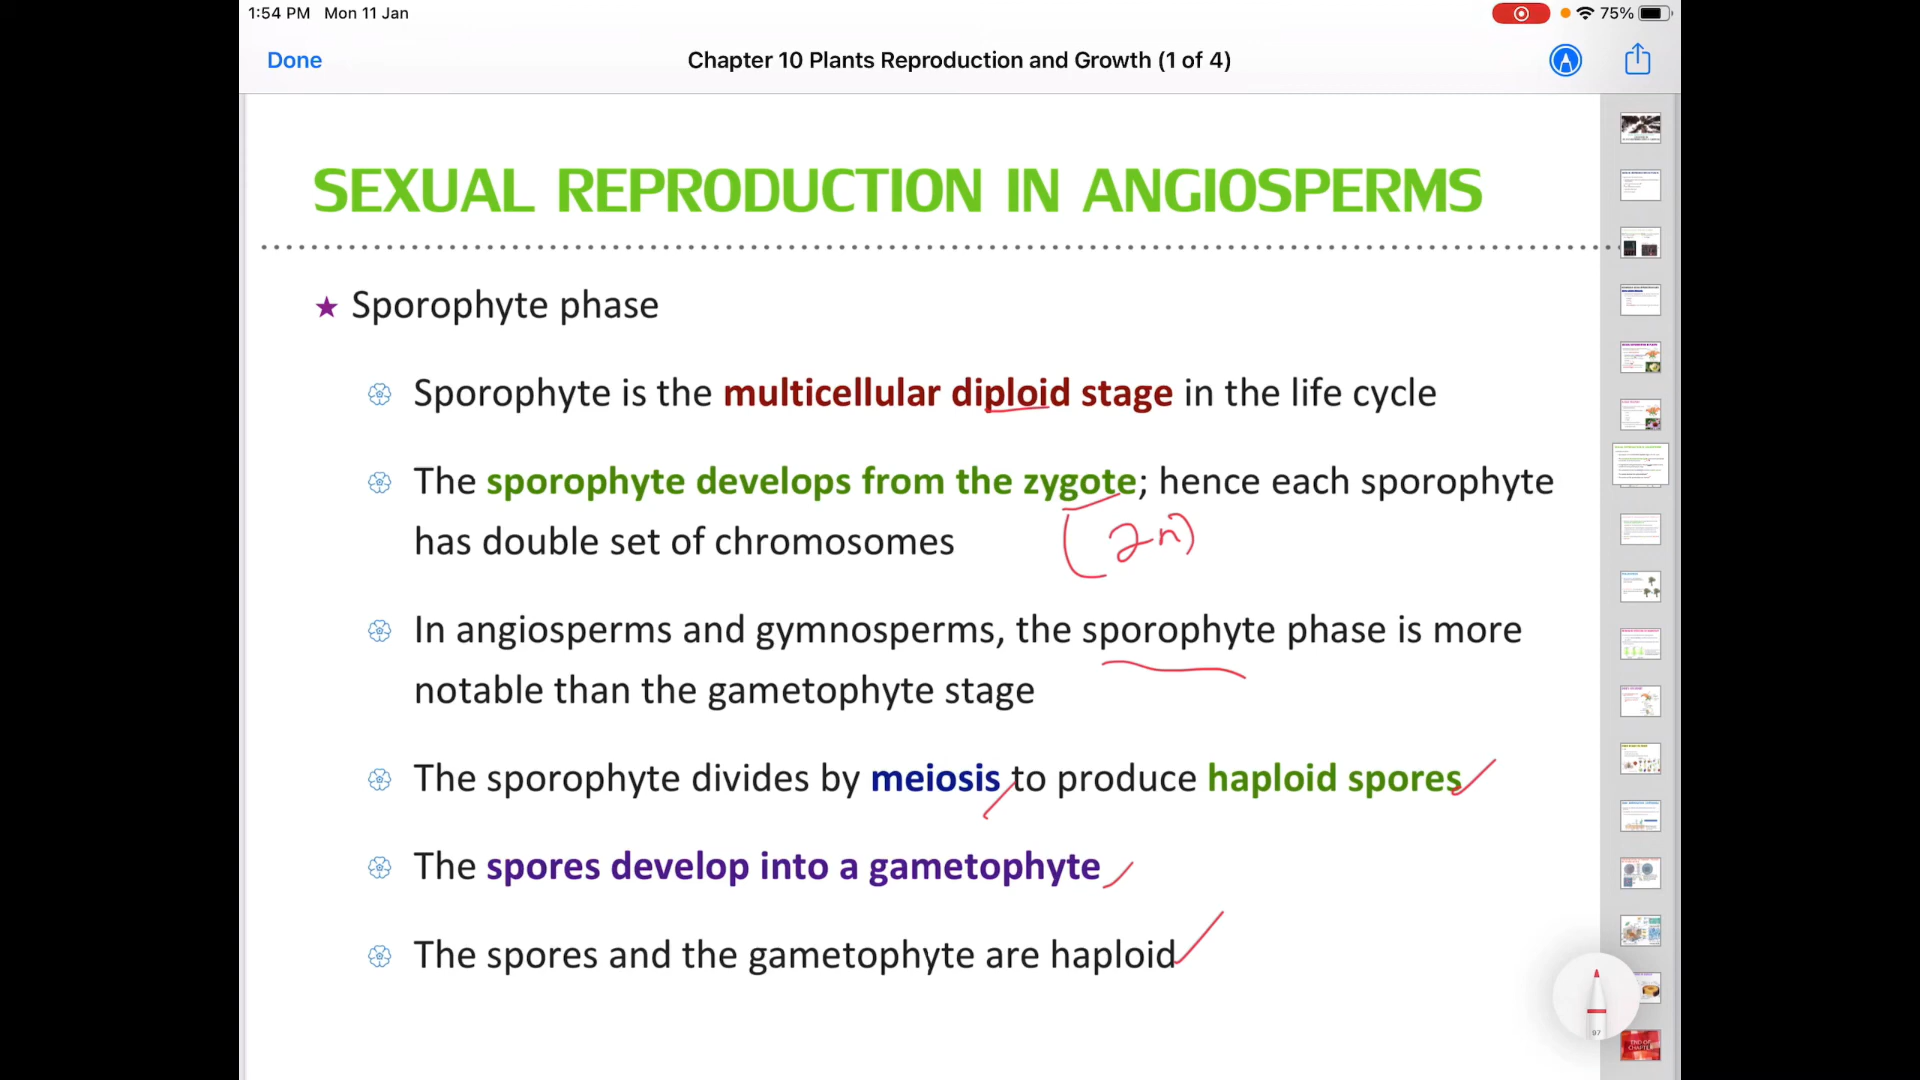 1:54 PM Mon 11 Jan
75%
Done
Chapter 10 Plants Reproduction and Growth (1 of 4)
SEXUAL REPRODUCTION IN ANGIOSPERMS
Sporophyte phase
Sporophyte is the multicellular diploid stage in the life cycle
The sporophyte develops from the zygote; hence each sporophyte
has double set of chromosomes
(2n)
In angiosperms and gymnosperms, the sporophyte phase is more
notable than the gametophyte stage
The sporophyte divides by meiosis to produce haploid spores
The spores develop into a gametophyte
The spores and the gametophyte are haploid
97
END OF
CHAPTER